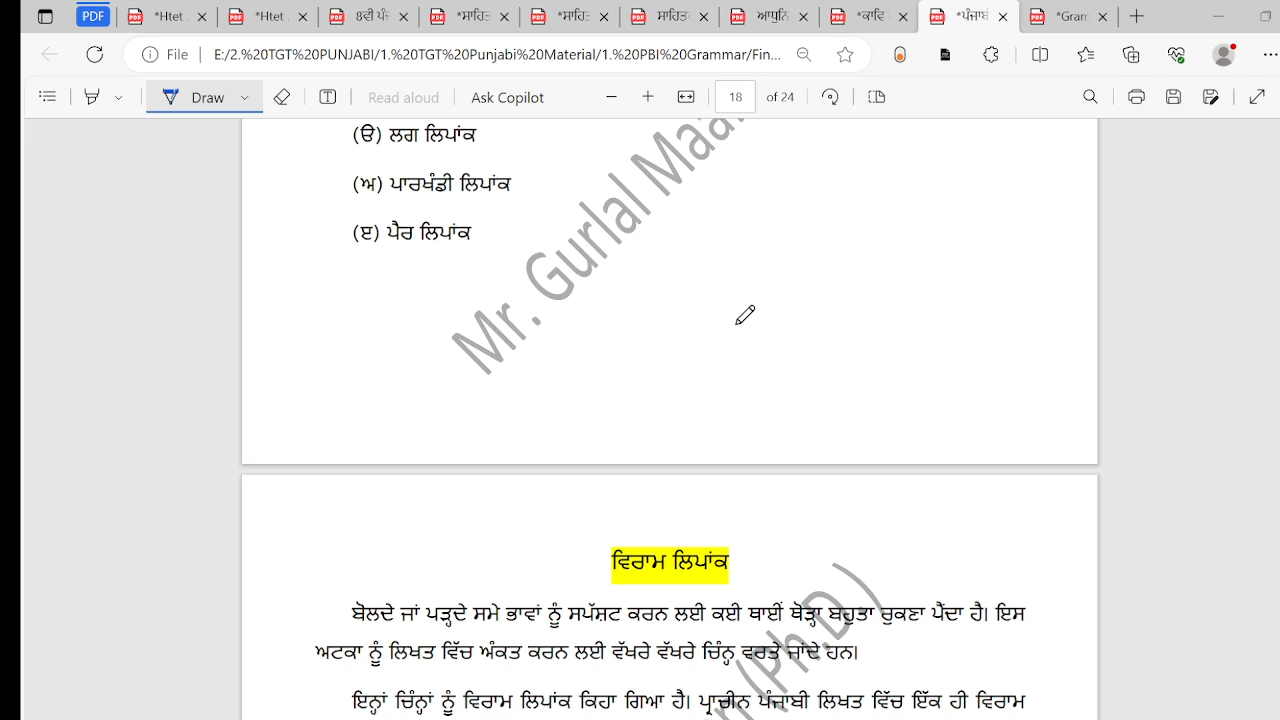 PDF *Htet *Htet 8ਵੀ ਪੰ *ਸਾਹਿਤ *ਸਾਹਿ ਸਾਹਿਤ ਆਧੁਨਿ *ਕਾਵਿ *ਪੰਜਾਬ *Gram
File E:/2.%20TGT%20PUNJABI/1.%20TGT%20Punjabi%20Material/1.%20PBI%20Grammar/Fin...
Draw Read aloud Ask Copilot 18 of 24
(ੳ) ਲਗ ਲਿਪਾਂਕ
(ਅ) ਪਾਰਖੰਡੀ ਲਿਪਾਂਕ
(ੲ) ਪੈਰ ਲਿਪਾਂਕ
Mr. Gurlal Maan
ਵਿਰਾਮ ਲਿਪਾਂਕ
ਬੋਲਦੇ ਜਾਂ ਪੜ੍ਹਦੇ ਸਮੇ ਭਾਵਾਂ ਨੂੰ ਸਪੱਸ਼ਟ ਕਰਨ ਲਈ ਕਈ ਥਾਈਂ ਥੋੜ੍ਹਾ ਬਹੁਤਾ ਰੁਕਣਾ ਪੈਂਦਾ ਹੈ। ਇਸ
ਅਟਕਾ ਨੂੰ ਲਿਖਤ ਵਿੱਚ ਅੰਕਤ ਕਰਨ ਲਈ ਵੱਖਰੇ ਵੱਖਰੇ ਚਿੰਨ੍ਹ ਵਰਤੇ ਜਾਂਦੇ ਹਨ।
ਇਨ੍ਹਾਂ ਚਿੰਨ੍ਹਾਂ ਨੂੰ ਵਿਰਾਮ ਲਿਪਾਂਕ ਕਿਹਾ ਗਿਆ ਹੈ। ਪ੍ਰਾਚੀਨ ਪੰਜਾਬੀ ਲਿਖਤ ਵਿੱਚ ਇੱਕ ਹੀ ਵਿਰਾਮ
(Ph.D.)